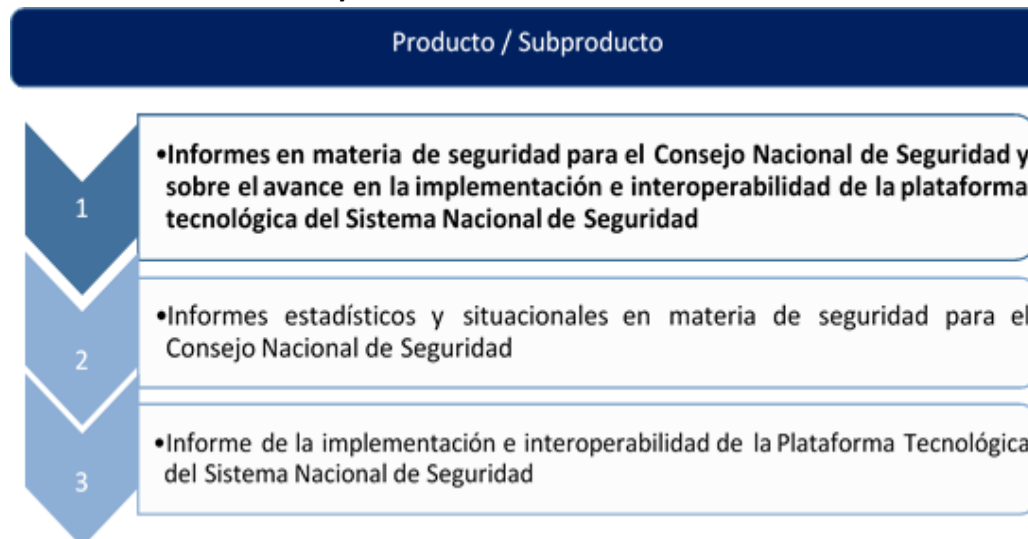 Producto / Subproducto
1
•Informes en materia de seguridad para el Consejo Nacional de Seguridad y
sobre el avance en la implementación e interoperabilidad de la plataforma
tecnológica del Sistema Nacional de Seguridad
2
•Informes estadísticos y situacionales en materia de seguridad para el
Consejo Nacional de Seguridad
3
•Informe de la implementación e interoperabilidad de la Plataforma Tecnológica
del Sistema Nacional de Seguridad